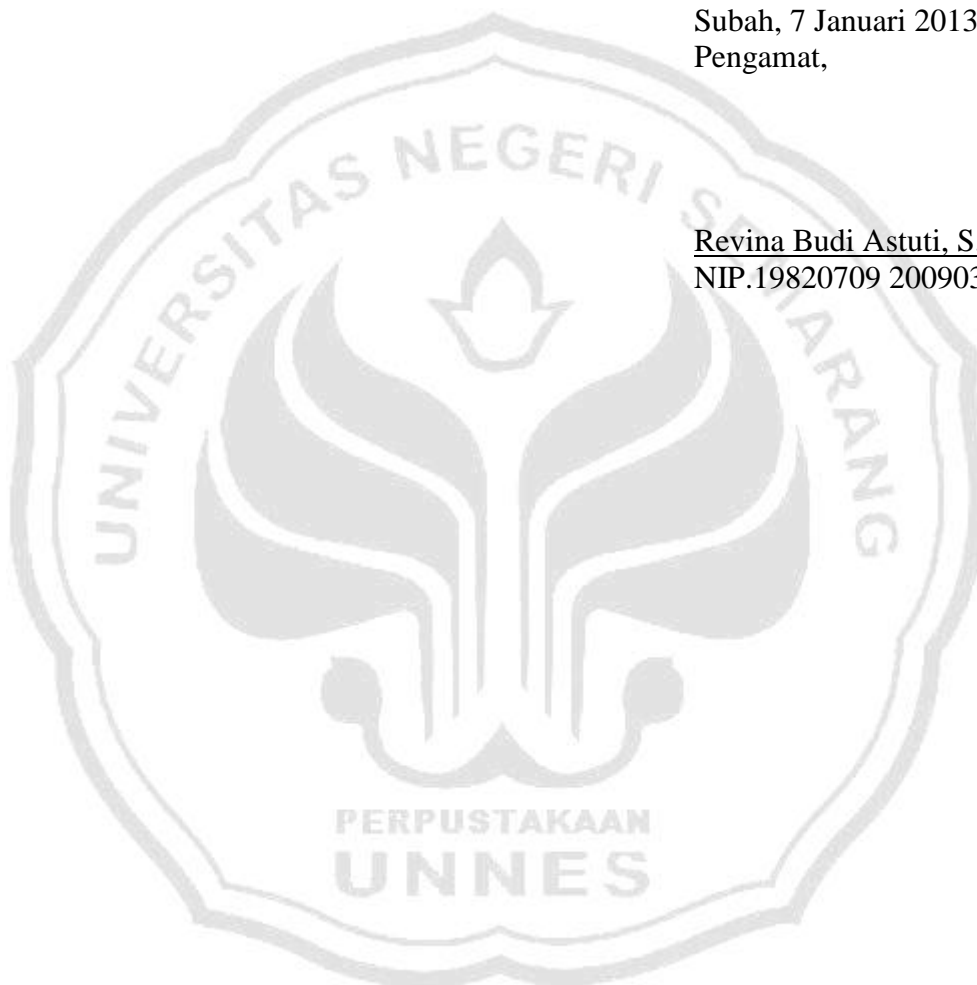 Subah, 7 Januari 2013
Pengamat,
UNIVERSITAS NEGERI SEMARANG
Revina Budi Astuti, S
NIP.19820709 200903
PERPUSTAKAAN
UNNES